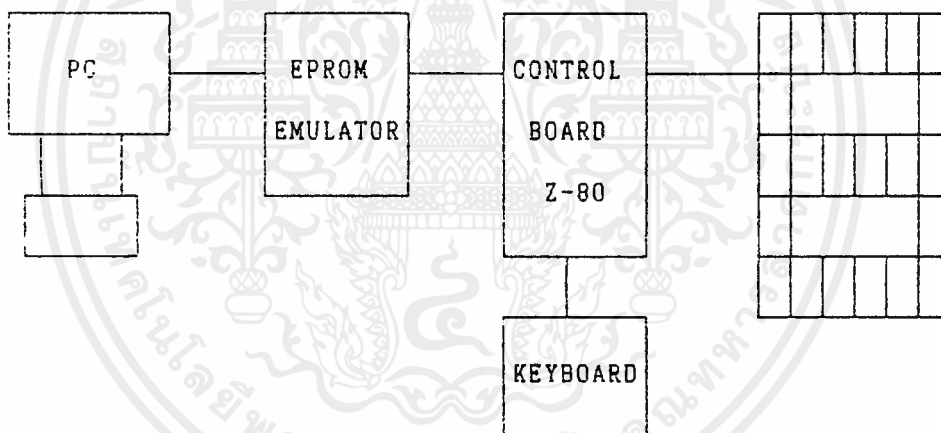 PC
EPROM
EMULATOR
CONTROL
BOARD
Z-80
KEYBOARD